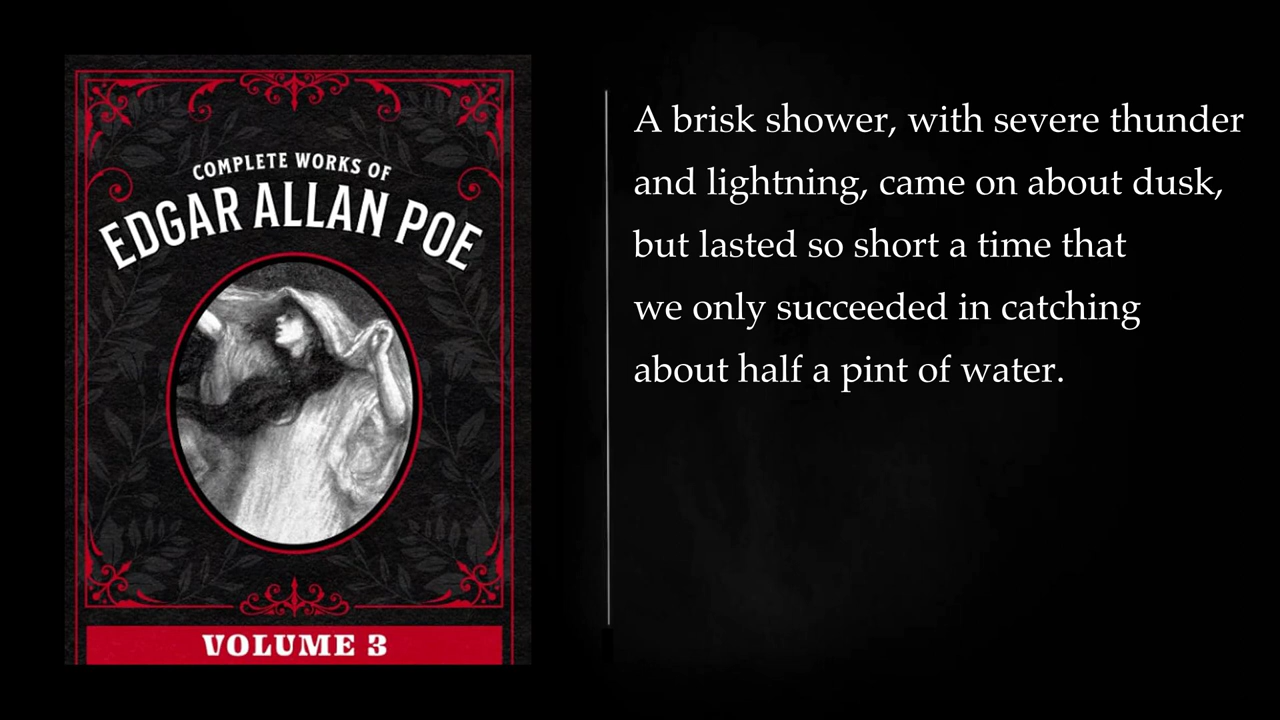 COMPLETE WORKS OF
EDGAR ALLAN POE
VOLUME 3
A brisk shower, with severe thunder
and lightning, came on about dusk,
but lasted so short a time that
we only succeeded in catching
about half a pint of water.